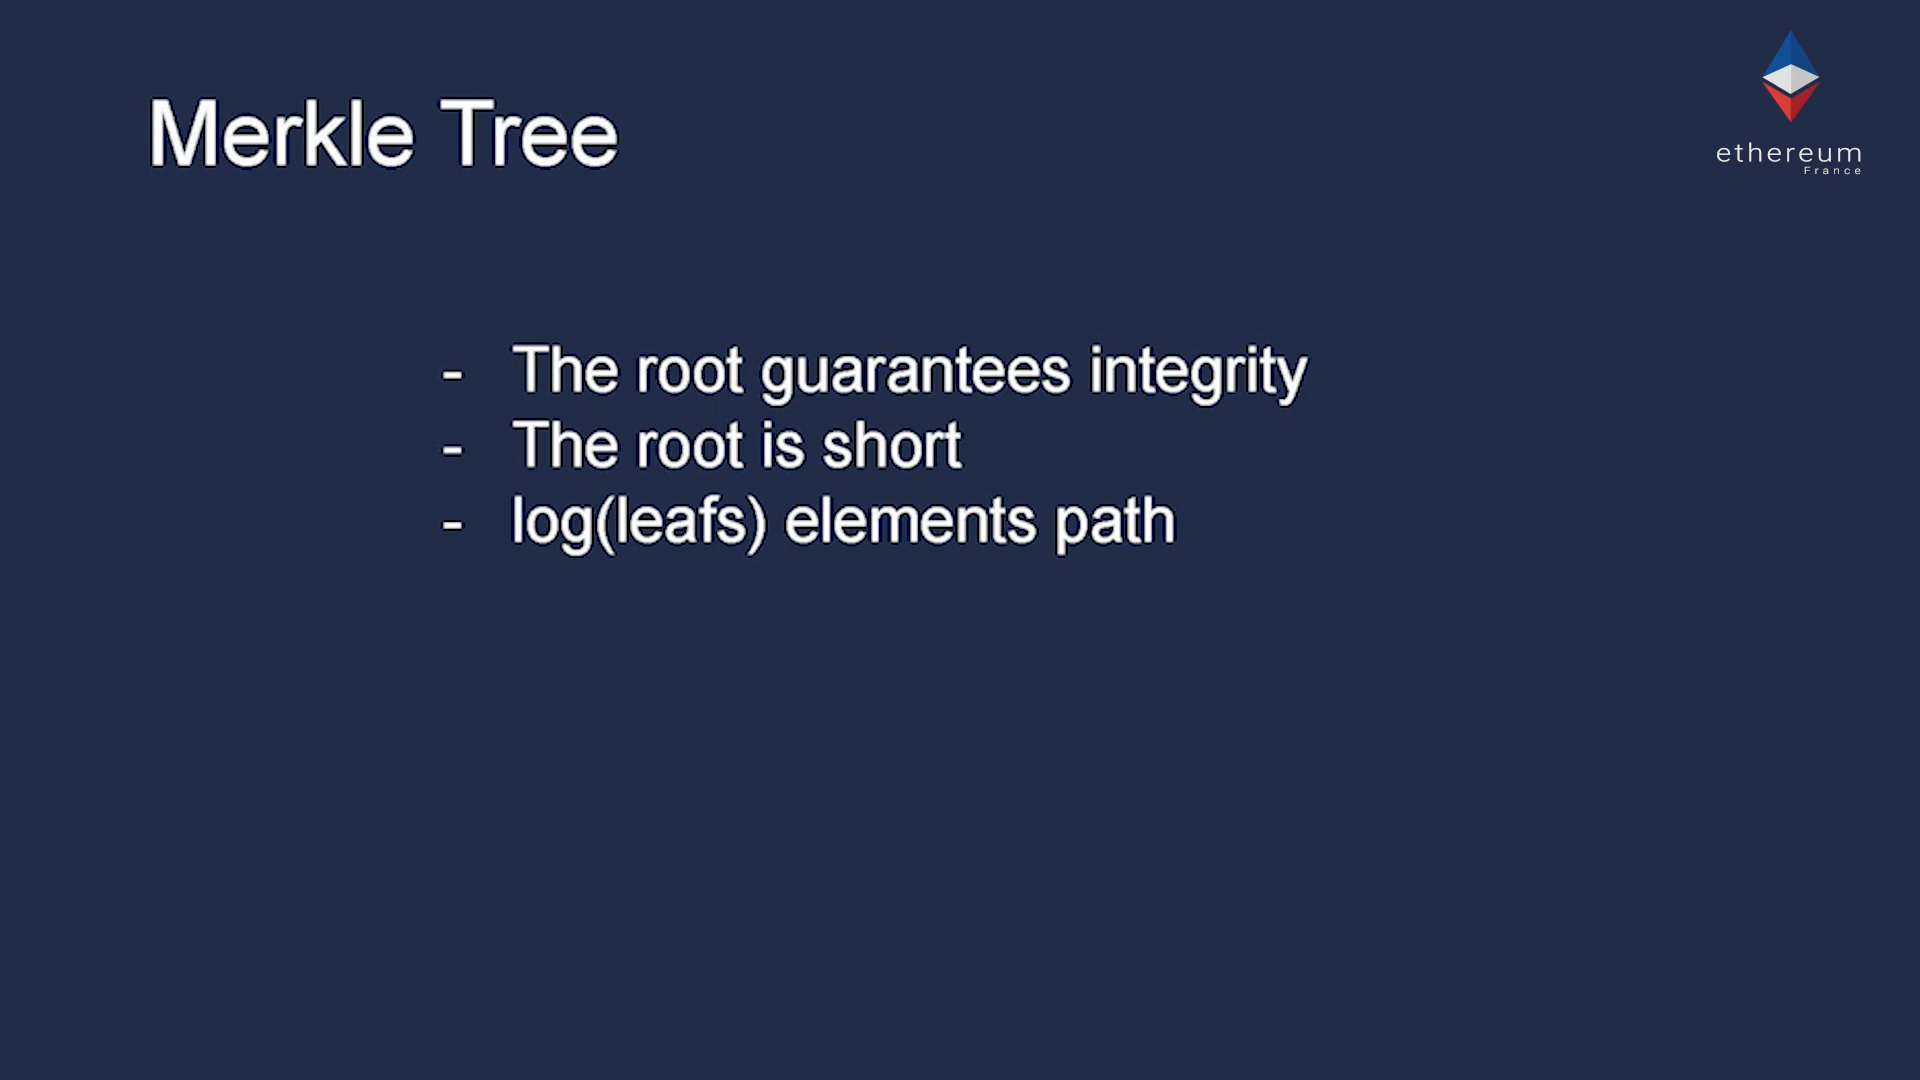 Merkle Tree
ethereum
France
- The root guarantees integrity
- The root is short
- log(leafs) elements path